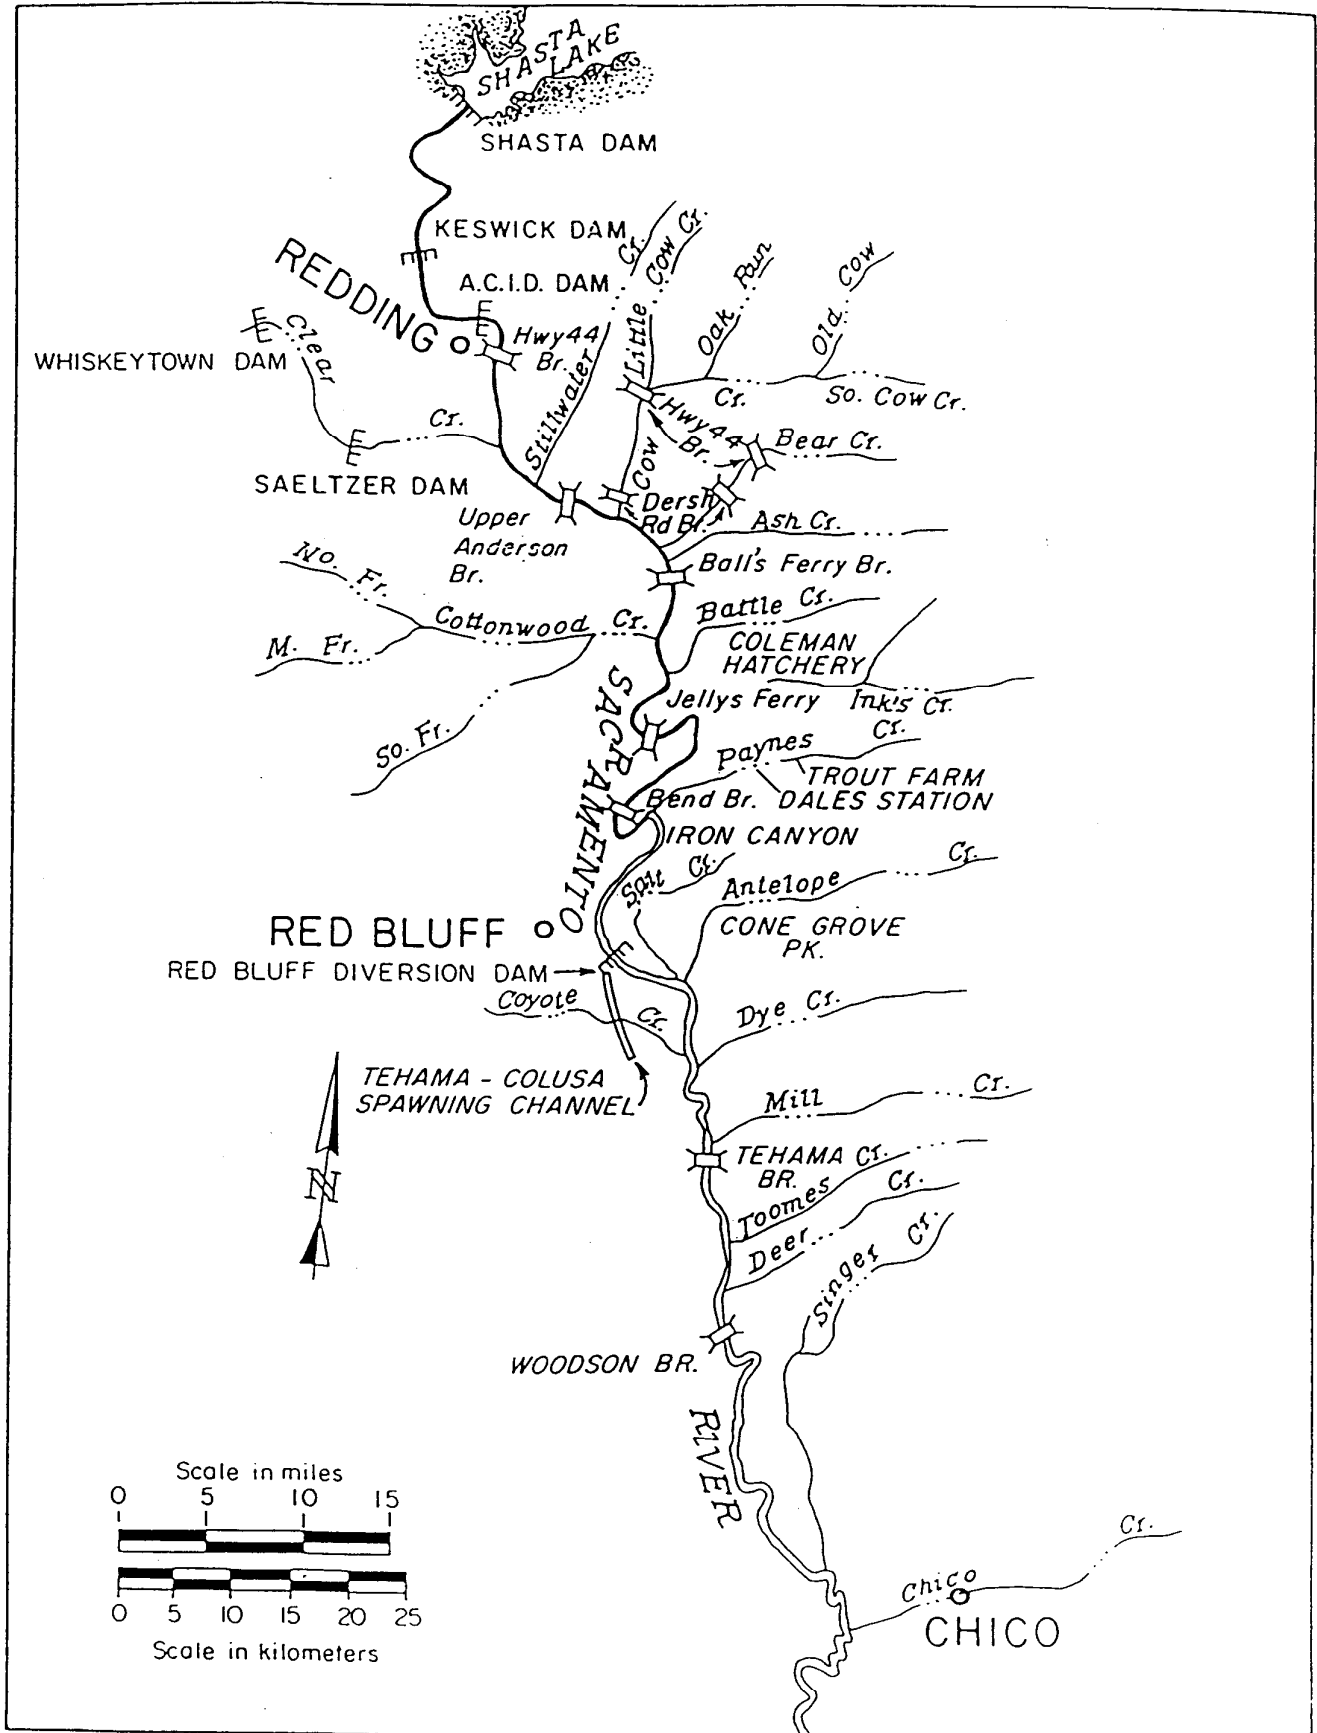 SHASTA
LAKE
SHASTA DAM
KESWICK DAM
Cr.
Little Cow Cr.
Oak Run
Old Cow
REDDING
A.C.I.D. DAM
Hwy 44
Br.
Clear
Cr.
WHISKEYTOWN DAM
Stillwater
Cr.
So. Cow Cr.
Hwy 44
Br.
Bear Cr.
Cow
SAELTZER DAM
Dersh
Rd Br.
Upper
Anderson
Br.
Ash Cr.
Ball's Ferry Br.
No. Fr.
Battle Cr.
Cottonwood Cr.
M. Fr.
COLEMAN
HATCHERY
Jellys Ferry
Ink's Cr.
So. Fr.
Paynes Cr.
TROUT FARM
Bend Br.
DALES STATION
IRON CANYON
SACRAMENTO
Salt Cr.
Antelope Cr.
RED BLUFF
CONE GROVE
PK.
RED BLUFF DIVERSION DAM
Coyote Cr.
Dye Cr.
TEHAMA - COLUSA
SPAWNING CHANNEL
Mill Cr.
N
TEHAMA
BR.
Toomes Cr.
Deer Cr.
Singer Cr.
WOODSON BR.
RIVER
Scale in miles
0 5 10 15
0 5 10 15 20 25
Scale in kilometers
Chico Cr.
CHICO